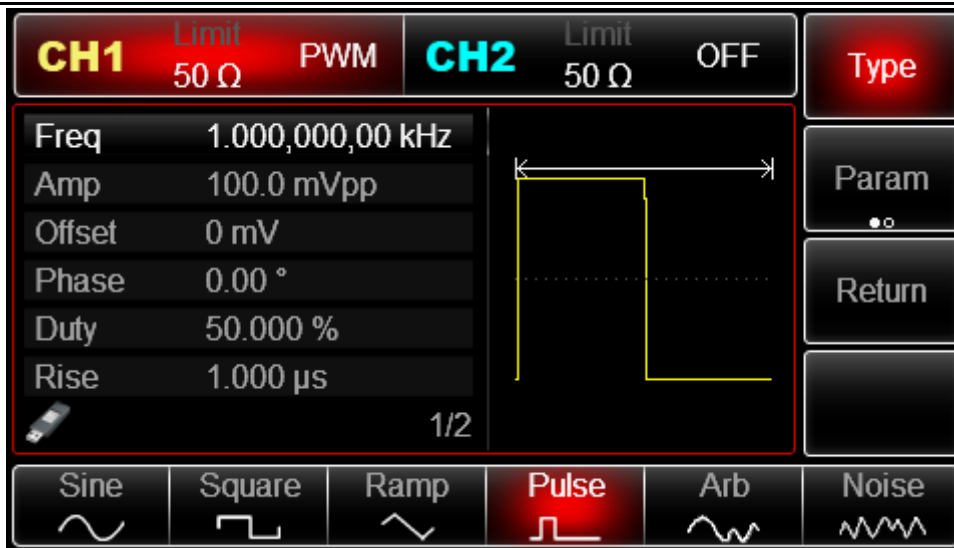 CH1 Limit 50 Ω PWM CH2 Limit 50 Ω OFF
Type
Freq 1.000,000,00 kHz
Amp 100.0 mVpp
Offset 0 mV
Phase 0.00 °
Duty 50.000 %
Rise 1.000 µs
1/2
Param
Return
Sine Square Ramp Pulse Arb Noise